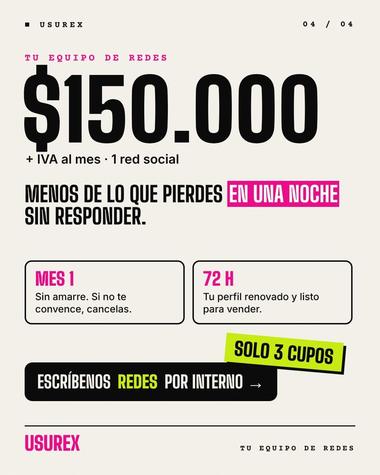 ■ USUREX
04 / 04
TU EQUIPO DE REDES
$150.000
+ IVA al mes · 1 red social
MENOS DE LO QUE PIERDES EN UNA NOCHE
SIN RESPONDER.
MES 1
Sin amarre. Si no te
convence, cancelas.
72 H
Tu perfil renovado y listo
para vender.
SOLO 3 CUPOS
ESCRÍBENOS REDES POR INTERNO →
USUREX
TU EQUIPO DE REDES